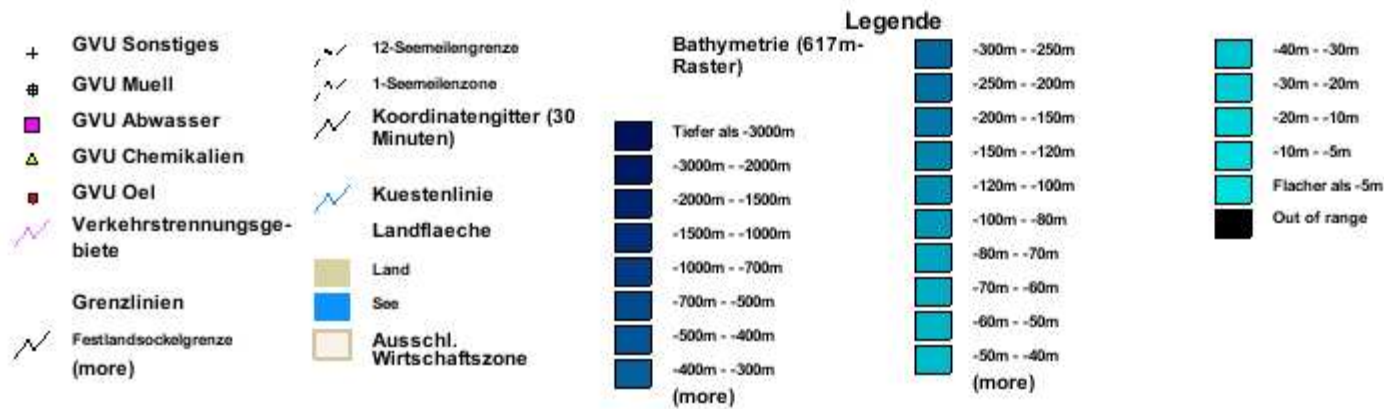 Legende
GVU Sonstiges
GVU Muell
GVU Abwasser
GVU Chemikalien
GVU Oel
Verkehrstrennungsge-
biete
Grenzlinien
Festlandsockelgrenze
(more)
12-Seemeilengrenze
1-Seemeilenzone
Koordinatengitter (30
Minuten)
Kuestenlinie
Landflaeche
Land
See
Ausschl.
Wirtschaftszone
Bathymetrie (617m-
Raster)
Tiefer als -3000m
-3000m - -2000m
-2000m - -1500m
-1500m - -1000m
-1000m - -700m
-700m - -500m
-500m - -400m
-400m - -300m
(more)
-300m - -250m
-250m - -200m
-200m - -150m
-150m - -120m
-120m - -100m
-100m - -80m
-80m - -70m
-70m - -60m
-60m - -50m
-50m - -40m
(more)
-40m - -30m
-30m - -20m
-20m - -10m
-10m - -5m
Flacher als -5m
Out of range